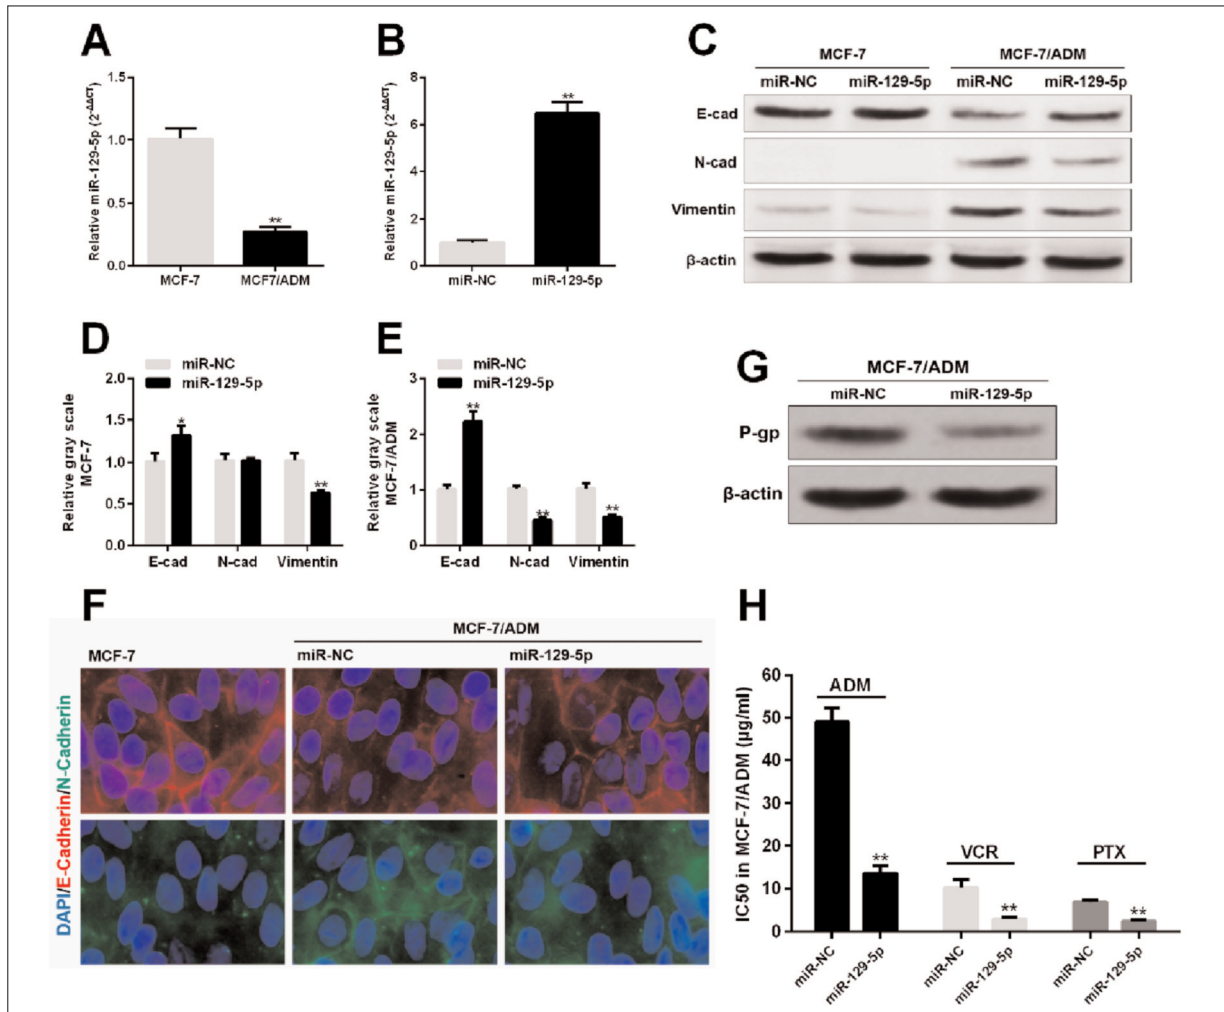 A
Relative miR-129-5p (2^-ΔΔCT)
1.5
1.0
0.5
0.0
**
MCF-7
MCF7/ADM
B
Relative miR-129-5p (2^-ΔΔCT)
8
6
4
2
0
**
miR-NC
miR-129-5p
C
MCF-7
MCF-7/ADM
miR-NC
miR-129-5p
miR-NC
miR-129-5p
E-cad
N-cad
Vimentin
β-actin
D
miR-NC
miR-129-5p
Relative gray scale
MCF-7
2.0
1.5
1.0
0.5
0.0
*
**
E-cad
N-cad
Vimentin
E
miR-NC
miR-129-5p
Relative gray scale
MCF-7/ADM
3
2
1
0
**
**
**
E-cad
N-cad
Vimentin
G
MCF-7/ADM
miR-NC
miR-129-5p
P-gp
β-actin
F
MCF-7/ADM
MCF-7
miR-NC
miR-129-5p
DAPI/E-Cadherin/N-Cadherin
H
IC50 in MCF-7/ADM (μg/ml)
60
50
40
30
20
10
0
ADM
**
VCR
**
PTX
**
miR-NC
miR-129-5p
miR-NC
miR-129-5p
miR-NC
miR-129-5p